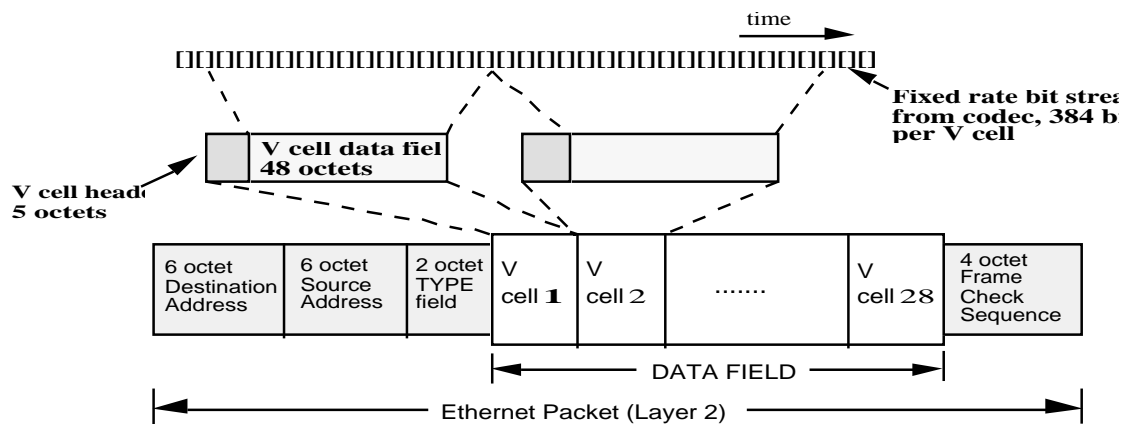 time
[][][][][][][][][][][][][][][][][][][][][][][][][][][][][][][][][][][]
Fixed rate bit strea
from codec, 384 b
per V cell
V cell data fiel
48 octets
V cell head
5 octets
6 octet
Destination
Address
6 octet
Source
Address
2 octet
TYPE
field
V
cell 1
V
cell 2
.......
V
cell 28
4 octet
Frame
Check
Sequence
DATA FIELD
Ethernet Packet (Layer 2)